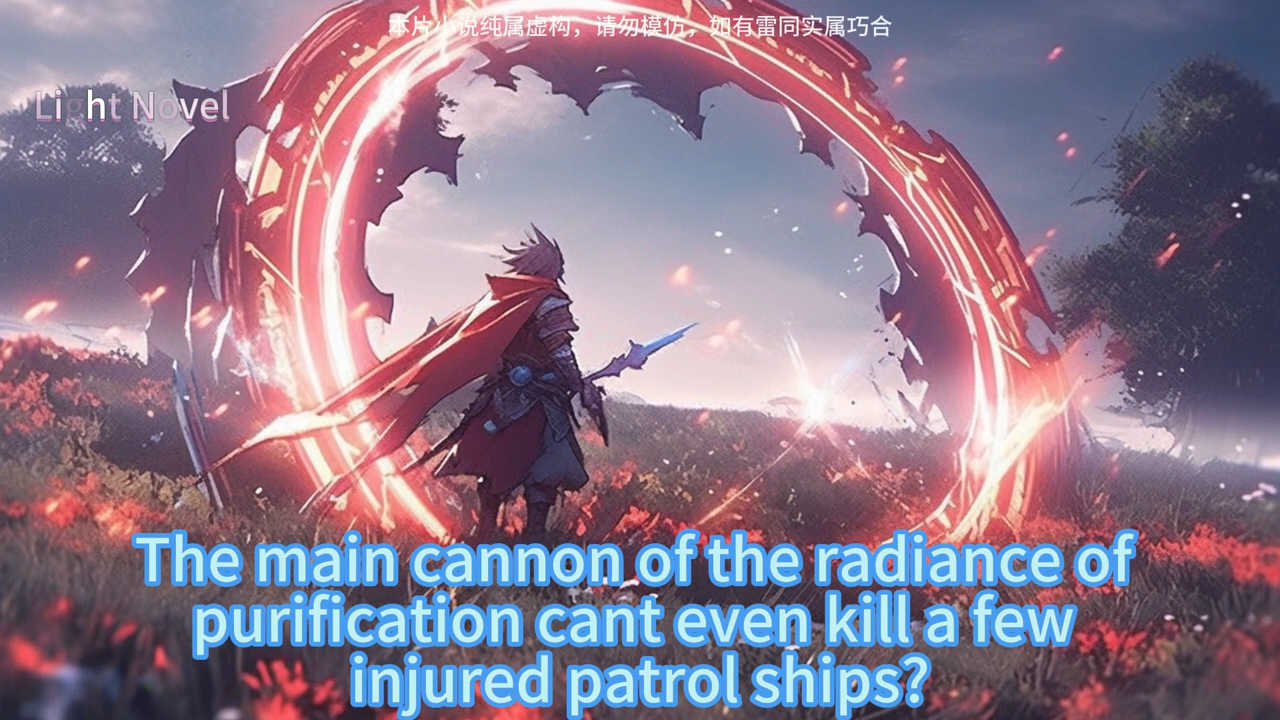 本片小说纯属虚构，请勿模仿，如有雷同实属巧合
Light Novel
The main cannon of the radiance of
purification cant even kill a few
injured patrol ships?